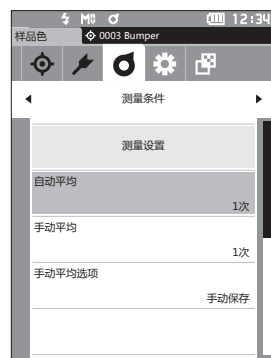 M 12:34
样品色 0003 Bumper
测量条件
测量设置
自动平均
1次
手动平均
1次
手动平均选项
手动保存